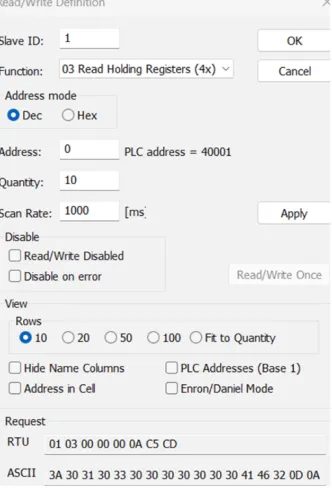 Read/Write Definition
Slave ID: 1 OK
Function: 03 Read Holding Registers (4x) Cancel
Address mode
Dec Hex
Address: 0 PLC address = 40001
Quantity: 10
Scan Rate: 1000 [ms] Apply
Disable
Read/Write Disabled
Disable on error Read/Write Once
View
Rows
10 20 50 100 Fit to Quantity
Hide Name Columns PLC Addresses (Base 1)
Address in Cell Enron/Daniel Mode
Request
RTU 01 03 00 00 00 0A C5 CD
ASCII 3A 30 31 30 33 30 30 30 30 30 30 30 41 46 32 0D 0A